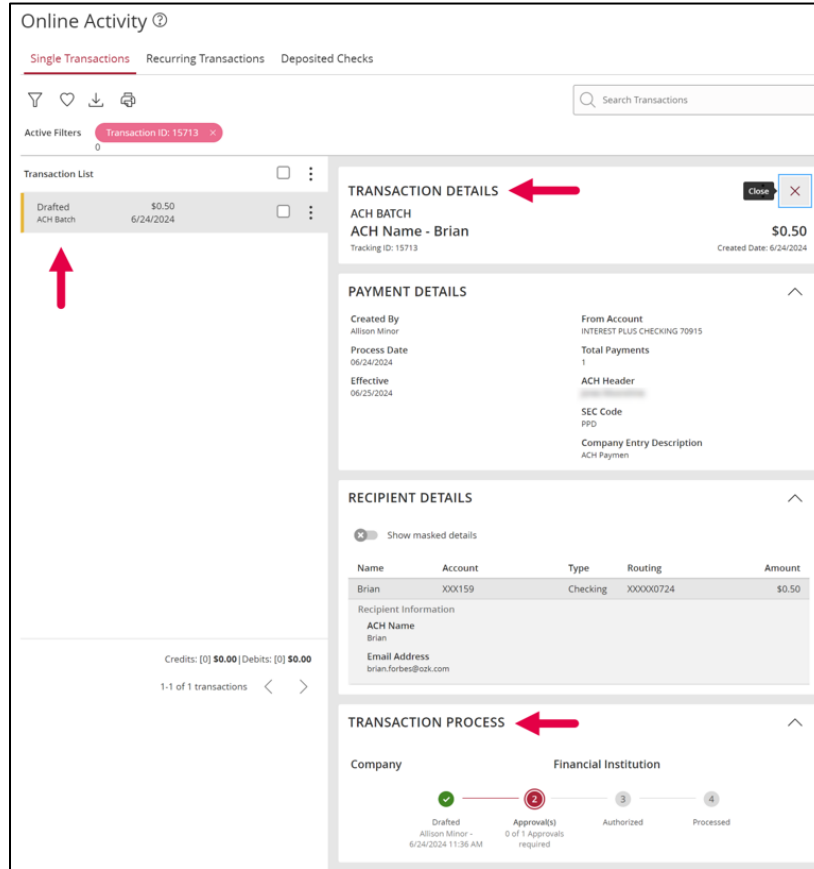 Online Activity
Single Transactions Recurring Transactions Deposited Checks
Search Transactions
Active Filters Transaction ID: 15713 ×
0
Transaction List
Drafted $0.50
ACH Batch 6/24/2024
Credits: [0] $0.00|Debits: [0] $0.00
1-1 of 1 transactions
TRANSACTION DETAILS
Close
ACH BATCH
ACH Name - Brian $0.50
Tracking ID: 15713 Created Date: 6/24/2024
PAYMENT DETAILS
Created By From Account
Allison Minor INTEREST PLUS CHECKING 70915
Process Date Total Payments
06/24/2024 1
Effective ACH Header
06/25/2024
SEC Code
PPD
Company Entry Description
ACH Paymen
RECIPIENT DETAILS
Show masked details
Name Account Type Routing Amount
Brian XXX159 Checking XXXXX0724 $0.50
Recipient Information
ACH Name
Brian
Email Address
brian.forbes@ozk.com
TRANSACTION PROCESS
Company Financial Institution
2 3 4
Drafted Approval(s) Authorized Processed
Allison Minor - 0 of 1 Approvals
6/24/2024 11:36 AM required